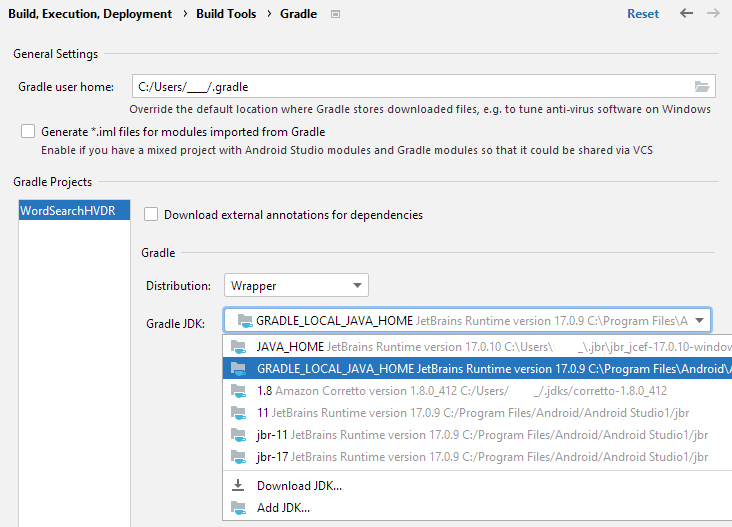 Build, Execution, Deployment › Build Tools › Gradle Reset
General Settings
Gradle user home: C:/Users/___/.gradle
Override the default location where Gradle stores downloaded files, e.g. to tune anti-virus software on Windows
Generate *.iml files for modules imported from Gradle
Enable if you have a mixed project with Android Studio modules and Gradle modules so that it could be shared via VCS
Gradle Projects
WordSearchHVDR
Download external annotations for dependencies
Gradle
Distribution: Wrapper
Gradle JDK: GRADLE_LOCAL_JAVA_HOME JetBrains Runtime version 17.0.9 C:\Program Files\A
JAVA_HOME JetBrains Runtime version 17.0.10 C:\Users\ _\.jbr\jbr_jcef-17.0.10-window
GRADLE_LOCAL_JAVA_HOME JetBrains Runtime version 17.0.9 C:\Program Files\Android\A
1.8 Amazon Corretto version 1.8.0_412 C:/Users/ _/.jdks/corretto-1.8.0_412
11 JetBrains Runtime version 17.0.9 C:/Program Files/Android/Android Studio1/jbr
jbr-11 JetBrains Runtime version 17.0.9 C:/Program Files/Android/Android Studio1/jbr
jbr-17 JetBrains Runtime version 17.0.9 C:/Program Files/Android/Android Studio1/jbr
Download JDK...
Add JDK...